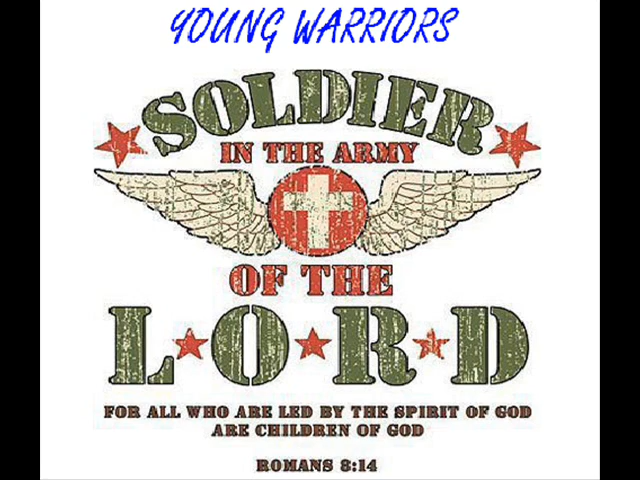 YOUNG WARRIORS
SOLDIER
IN THE ARMY
OF THE
L★O★R★D
FOR ALL WHO ARE LED BY THE SPIRIT OF GOD
ARE CHILDREN OF GOD
ROMANS 8:14